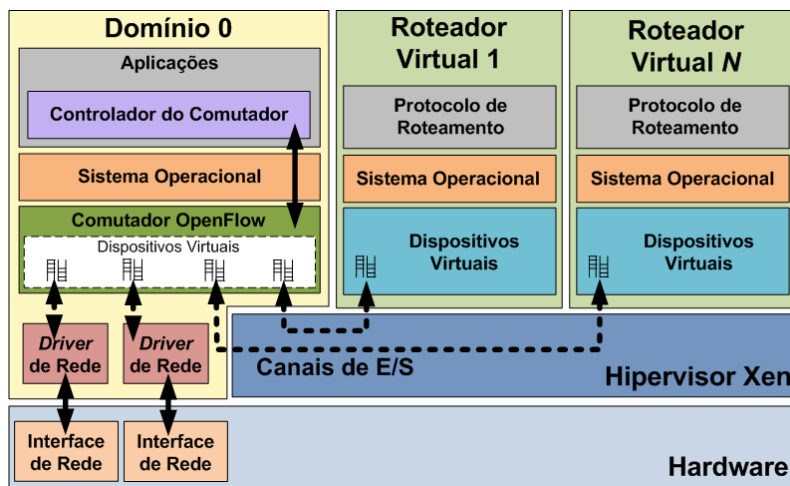 Domínio 0
Aplicações
Controlador do Comutador
Sistema Operacional
Comutador OpenFlow
Dispositivos Virtuais
Driver
de Rede
Driver
de Rede
Interface
de Rede
Interface
de Rede
Roteador
Virtual 1
Protocolo de
Roteamento
Sistema Operacional
Dispositivos
Virtuais
Roteador
Virtual N
Protocolo de
Roteamento
Sistema Operacional
Dispositivos
Virtuais
Canais de E/S
Hipervisor Xen
Hardware